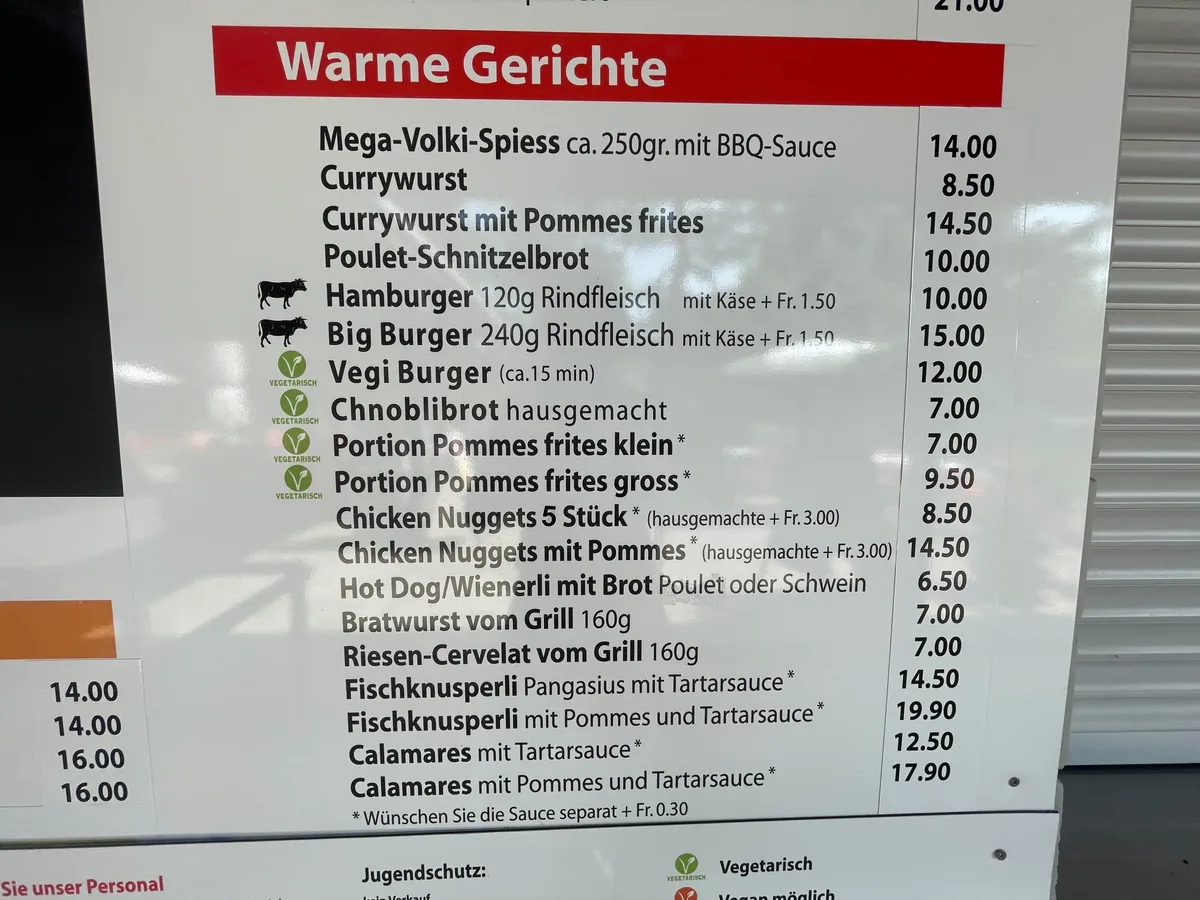 21.00
Warme Gerichte
Mega-Volki-Spiess ca. 250gr. mit BBQ-Sauce 14.00
Currywurst 8.50
Currywurst mit Pommes frites 14.50
Poulet-Schnitzelbrot 10.00
Hamburger 120g Rindfleisch mit Käse + Fr. 1.50 10.00
Big Burger 240g Rindfleisch mit Käse + Fr. 1.50 15.00
VEGETARISCH Vegi Burger (ca.15 min) 12.00
VEGETARISCH Chnoblibrot hausgemacht 7.00
VEGETARISCH Portion Pommes frites klein* 7.00
VEGETARISCH Portion Pommes frites gross* 9.50
Chicken Nuggets 5 Stück* (hausgemachte + Fr. 3.00) 8.50
Chicken Nuggets mit Pommes* (hausgemachte + Fr. 3.00) 14.50
Hot Dog/Wienerli mit Brot Poulet oder Schwein 6.50
Bratwurst vom Grill 160g 7.00
Riesen-Cervelat vom Grill 160g 7.00
Fischknusperli Pangasius mit Tartarsauce* 14.50
Fischknusperli mit Pommes und Tartarsauce* 19.90
Calamares mit Tartarsauce* 12.50
Calamares mit Pommes und Tartarsauce* 17.90
* Wünschen Sie die Sauce separat + Fr. 0.30
14.00
14.00
16.00
16.00
Sie unser Personal
Jugendschutz:
kein Verkauf
VEGETARISCH Vegetarisch
Vegan möglich